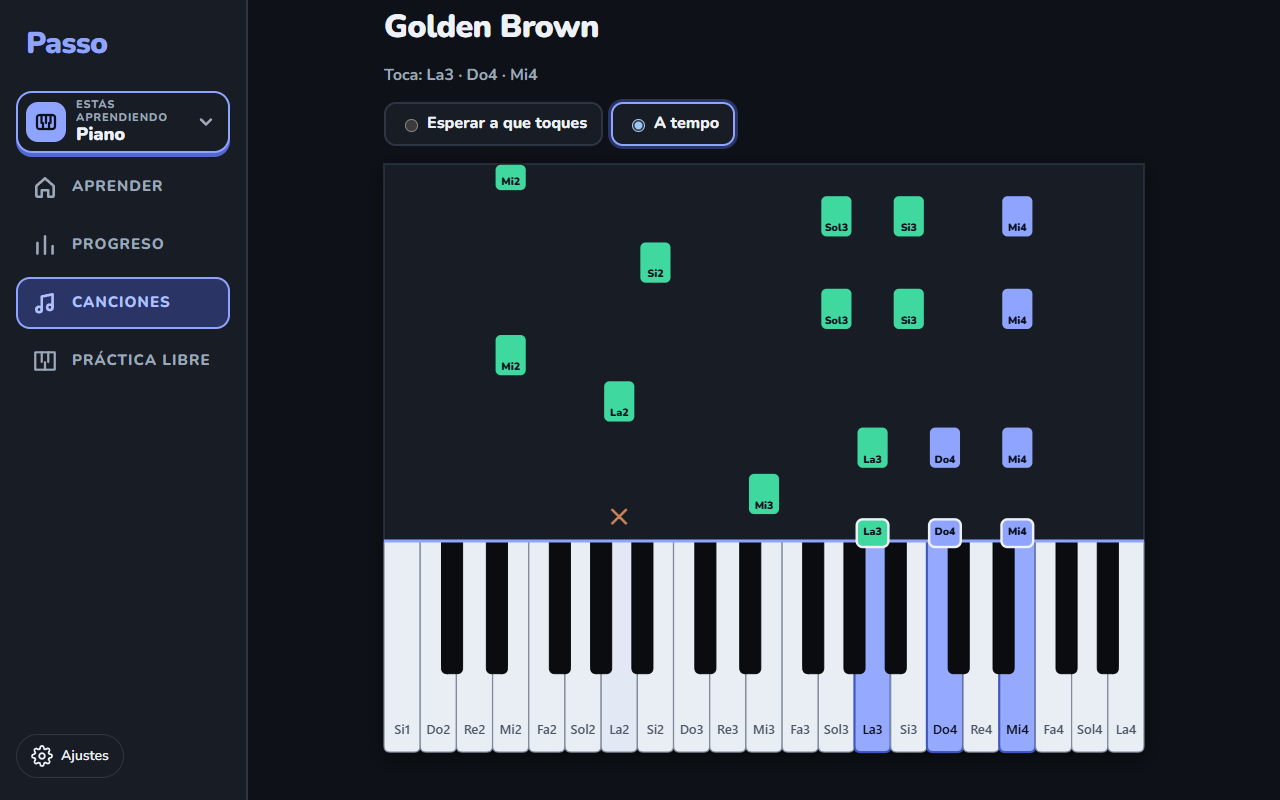 Passo
ESTÁS
APRENDIENDO
Piano
APRENDER
PROGRESO
CANCIONES
PRÁCTICA LIBRE
Ajustes
Golden Brown
Toca: La3 · Do4 · Mi4
Esperar a que toques
A tempo
Mi2
Sol3 Si3 Mi4
Si2
Sol3 Si3 Mi4
Mi2
La2
La3 Do4 Mi4
Mi3
La3 Do4 Mi4
Si1 Do2 Re2 Mi2 Fa2 Sol2 La2 Si2 Do3 Re3 Mi3 Fa3 Sol3 La3 Si3 Do4 Re4 Mi4 Fa4 Sol4 La4